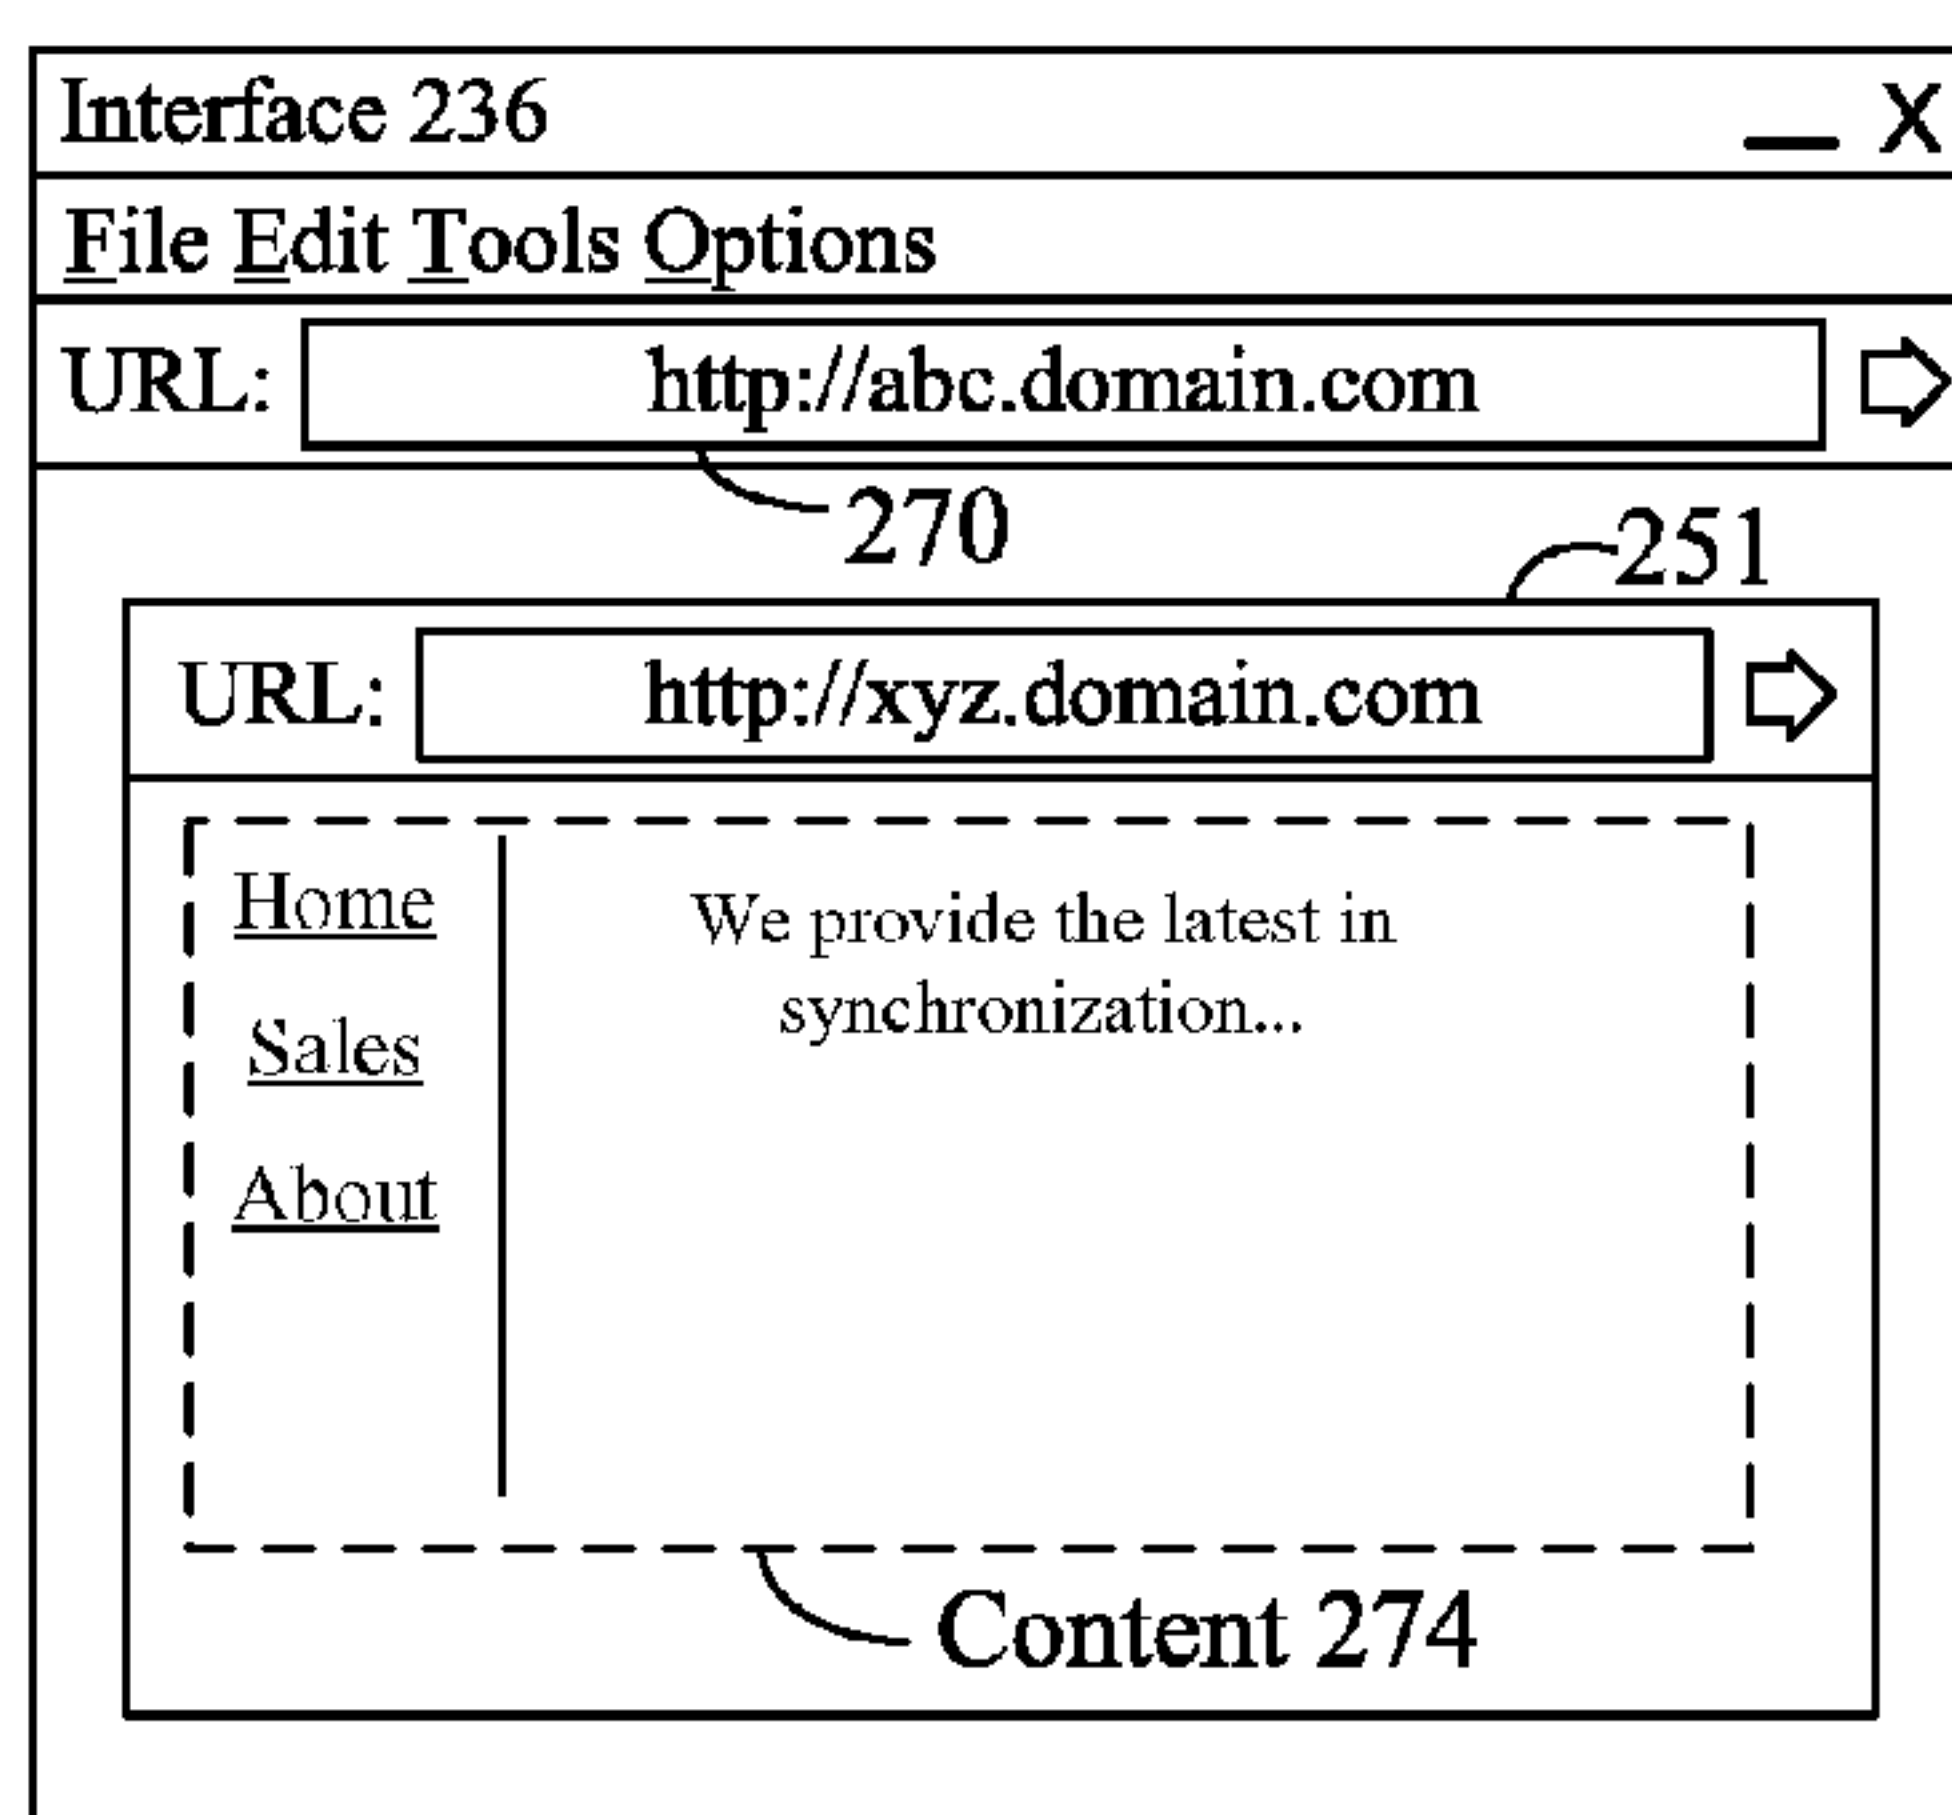 Interface 236 _ X
File Edit Tools Options
URL: http://abc.domain.com
270
251
URL: http://xyz.domain.com
Home
We provide the latest in
synchronization...
Sales
About
Content 274